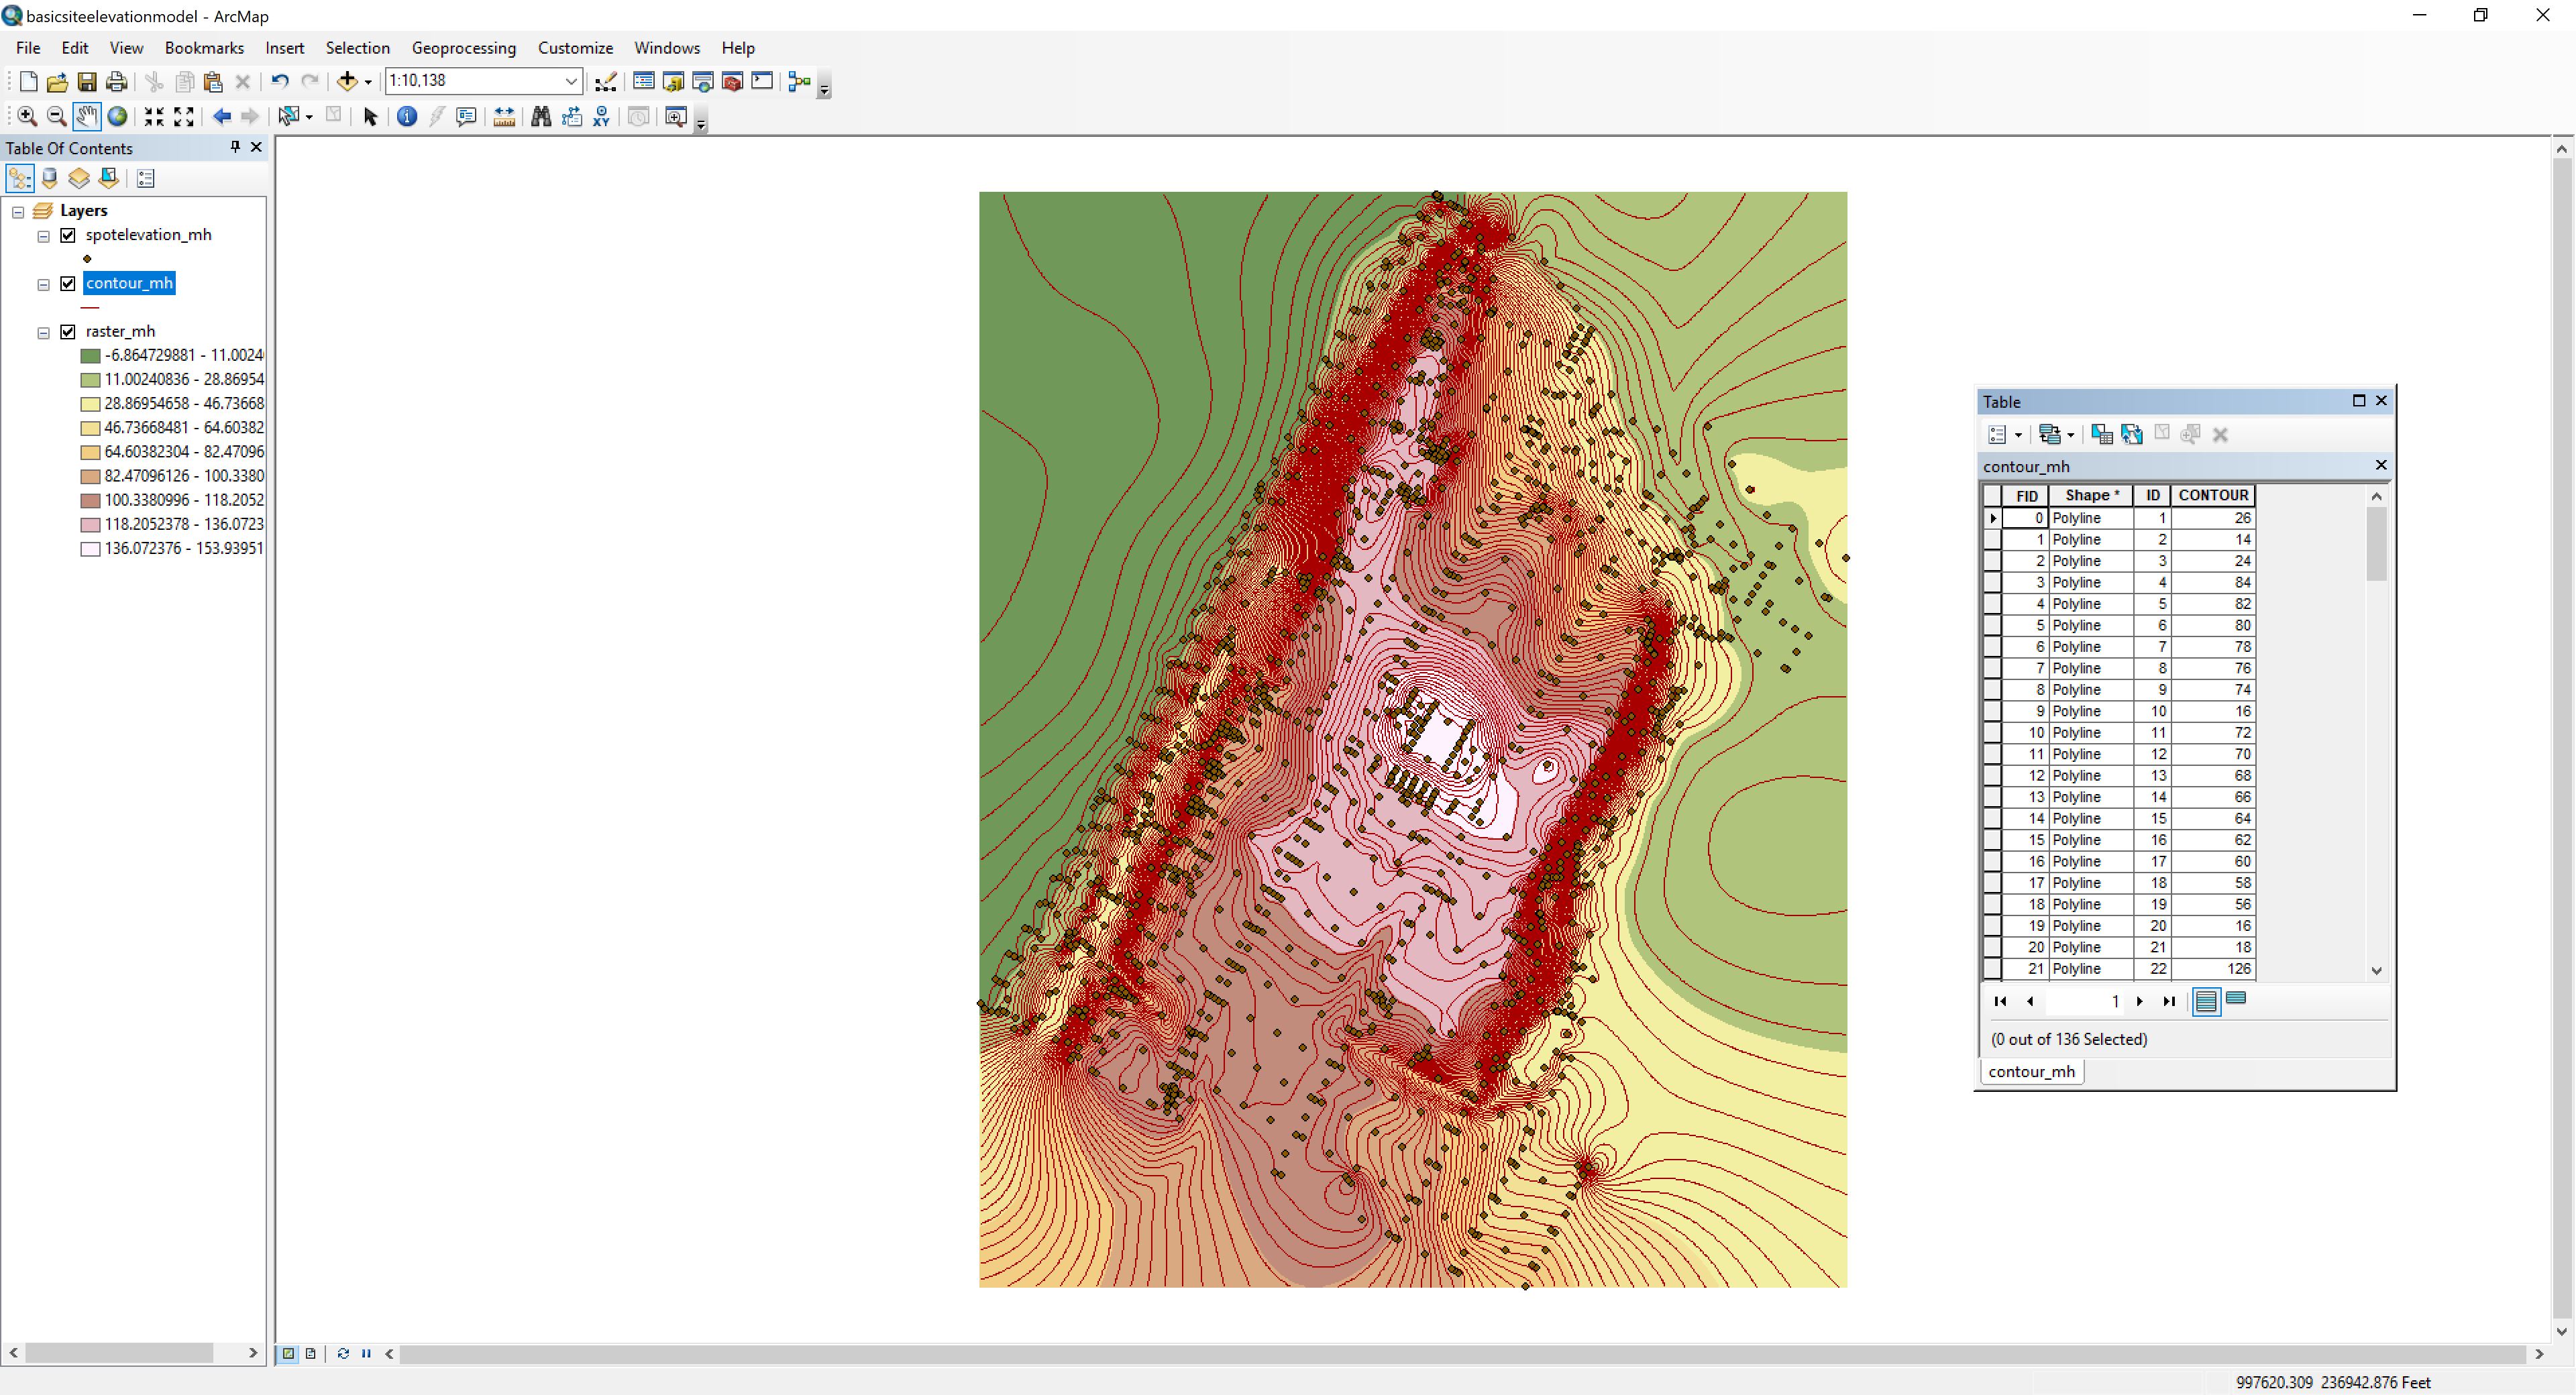 basicsiteelevationmodel - ArcMap
File Edit View Bookmarks Insert Selection Geoprocessing Customize Windows Help
1:10,138
XY
Table Of Contents
Layers
spotelevation_mh
contour_mh
raster_mh
-6.864729881 - 11.0024
11.00240836 - 28.86954
28.86954658 - 46.73668
46.73668481 - 64.60382
64.60382304 - 82.47096
82.47096126 - 100.3380
100.3380996 - 118.2052
118.2052378 - 136.0723
136.072376 - 153.93951
Table
contour_mh
FID Shape * ID CONTOUR
0 Polyline 1 26
1 Polyline 2 14
2 Polyline 3 24
3 Polyline 4 84
4 Polyline 5 82
5 Polyline 6 80
6 Polyline 7 78
7 Polyline 8 76
8 Polyline 9 74
9 Polyline 10 16
10 Polyline 11 72
11 Polyline 12 70
12 Polyline 13 68
13 Polyline 14 66
14 Polyline 15 64
15 Polyline 16 62
16 Polyline 17 60
17 Polyline 18 58
18 Polyline 19 56
19 Polyline 20 16
20 Polyline 21 18
21 Polyline 22 126
1
(0 out of 136 Selected)
contour_mh
997620.309 236942.876 Feet